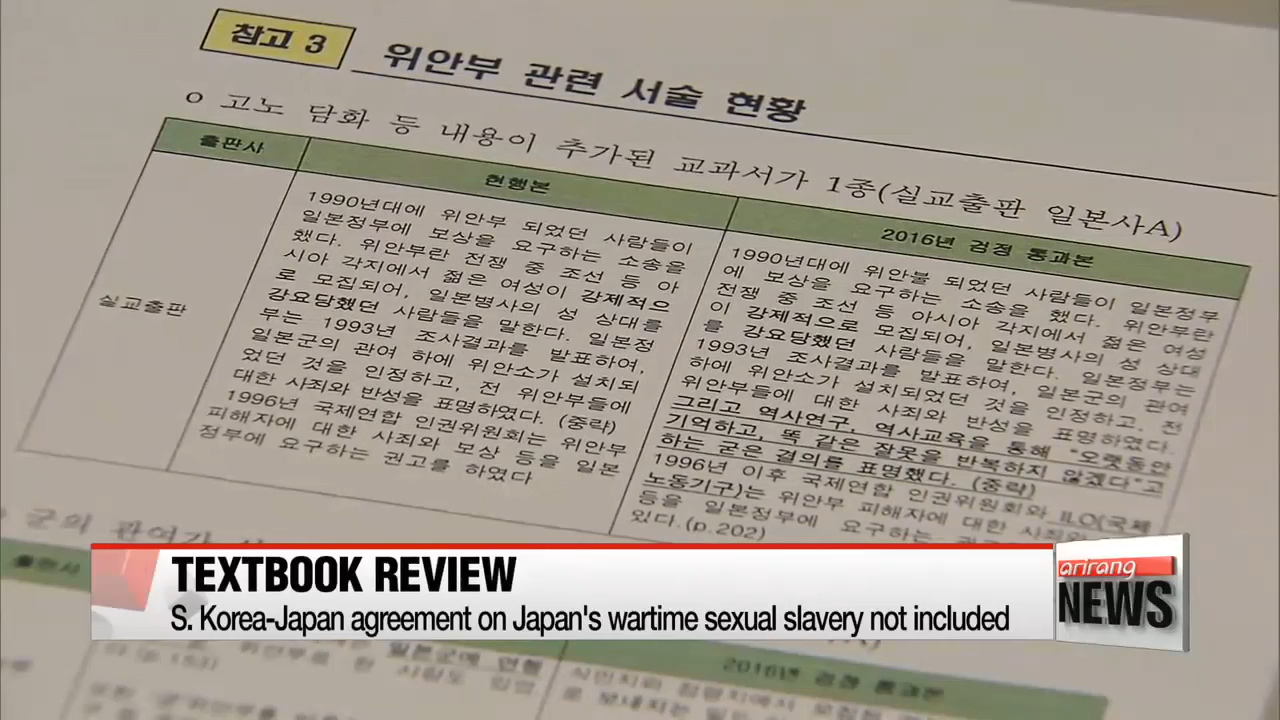 참고 3
위안부 관련 서술 현황
o 고노 담화 등 내용이 추가된 교과서가 1종(실교출판 일본사A)
출판사
현행본
2016년 검정 통과본
실교출판
1990년대에 위안부 되었던 사람들이
일본정부에 보상을 요구하는 소송을
했다. 위안부란 전쟁 중 조선 등 아
시아 각지에서 젊은 여성이 강제적으
로 모집되어, 일본병사의 성 상대를
강요당했던 사람들을 말한다. 일본정
부는 1993년 조사결과를 발표하여,
일본군의 관여 하에 위안소가 설치되
었던 것을 인정하고, 전 위안부들에
대한 사죄와 반성을 표명하였다. (중략)
1996년 국제연합 인권위원회는 위안부
피해자에 대한 사죄와 보상 등을 일본
정부에 요구하는 권고를 하였다
1990년대에 위안불 되었던 사람들이 일본정부
에 보상을 요구하는 소송을 했다. 위안부란
전쟁 중 조선 등 아시아 각지에서 젊은 여성
이 강제적으로 모집되어, 일본병사의 성 상대
를 강요당했던 사람들을 말한다. 일본정부는
1993년 조사결과를 발표하여, 일본군의 관여
하에 위안소가 설치되었던 것을 인정하고, 전
위안부들에 대한 사죄와 반성을 표명하였다.
그리고 역사연구, 역사교육을 통해 "오랫동안
기억하고, 똑 같은 잘못을 반복하지 않겠다"고
하는 굳은 결의를 표명했다. (중략)
1996년 이후 국제연합 인권위원회와 ILO(국제
노동기구)는 위안부 피해자에 대한 사죄와
등을 일본정부에 요구하는
있다.(p.202)
군의 관여가
출판사
2016년 검정 통과본
TEXTBOOK REVIEW
S. Korea-Japan agreement on Japan's wartime sexual slavery not included
arirang
NEWS